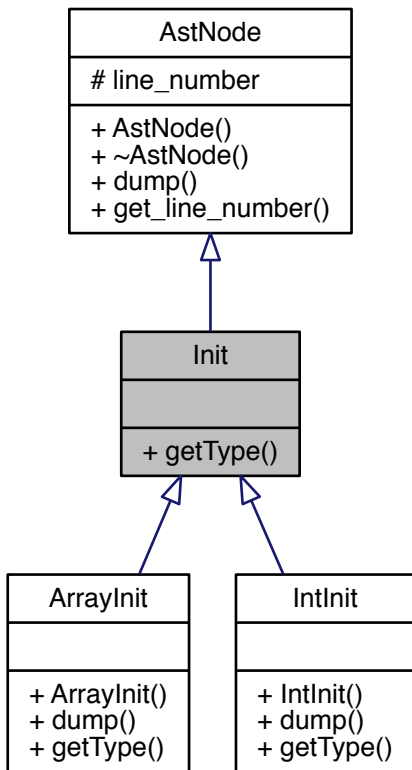 AstNode
# line_number
+ AstNode()
+ ~AstNode()
+ dump()
+ get_line_number()
Init
+ getType()
ArrayInit
+ ArrayInit()
+ dump()
+ getType()
IntInit
+ IntInit()
+ dump()
+ getType()